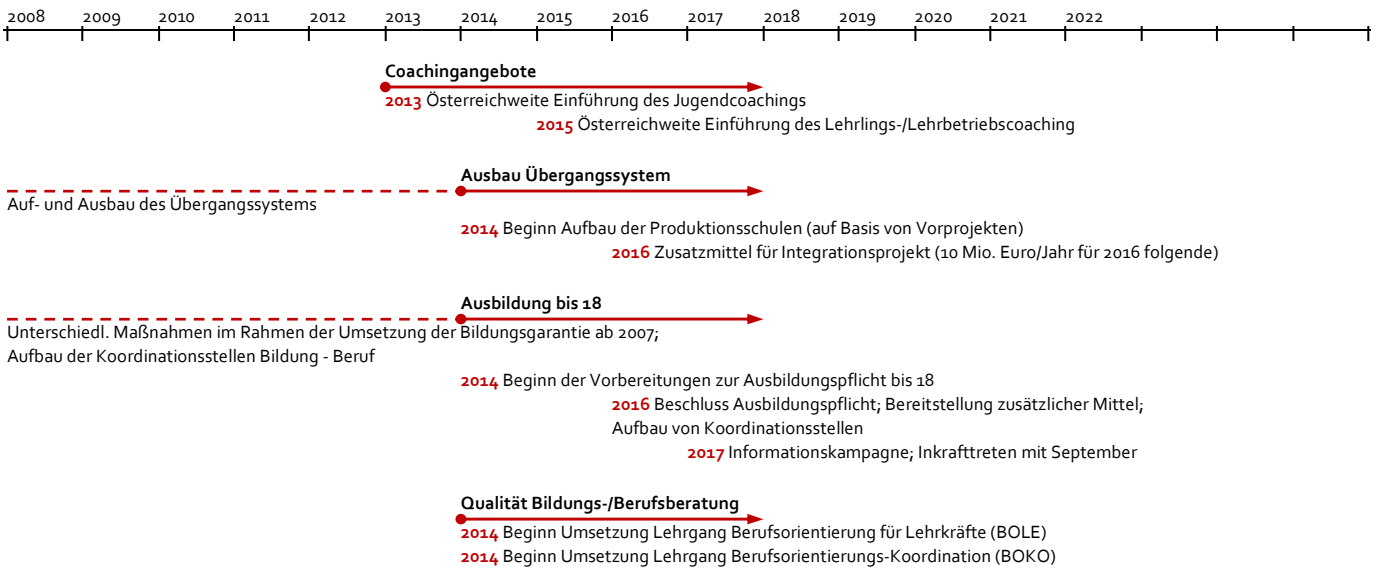 2008 2009 2010 2011 2012 2013 2014 2015 2016 2017 2018 2019 2020 2021 2022
Coachingangebote
2013 Österreichweite Einführung des Jugendcoachings
2015 Österreichweite Einführung des Lehrlings-/Lehrbetriebscoaching
Ausbau Übergangssystem
Auf- und Ausbau des Übergangssystems
2014 Beginn Aufbau der Produktionsschulen (auf Basis von Vorprojekten)
2016 Zusatzmittel für Integrationsprojekt (10 Mio. Euro/Jahr für 2016 folgende)
Ausbildung bis 18
Unterschiedl. Maßnahmen im Rahmen der Umsetzung der Bildungsgarantie ab 2007;
Aufbau der Koordinationsstellen Bildung - Beruf
2014 Beginn der Vorbereitungen zur Ausbildungspflicht bis 18
2016 Beschluss Ausbildungspflicht; Bereitstellung zusätzlicher Mittel;
Aufbau von Koordinationsstellen
2017 Informationskampagne; Inkrafttreten mit September
Qualität Bildungs-/Berufsberatung
2014 Beginn Umsetzung Lehrgang Berufsorientierung für Lehrkräfte (BOLE)
2014 Beginn Umsetzung Lehrgang Berufsorientierungs-Koordination (BOKO)